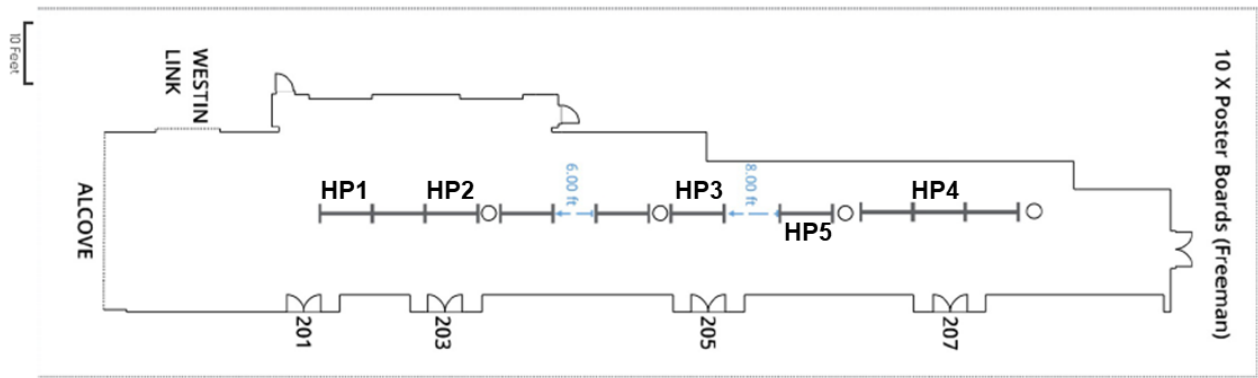 10 Feet
WESTIN
LINK
ALCOVE
HP1
HP2
6.00 ft
HP3
8.00 ft
HP5
HP4
201
203
205
207
10 X Poster Boards (Freeman)